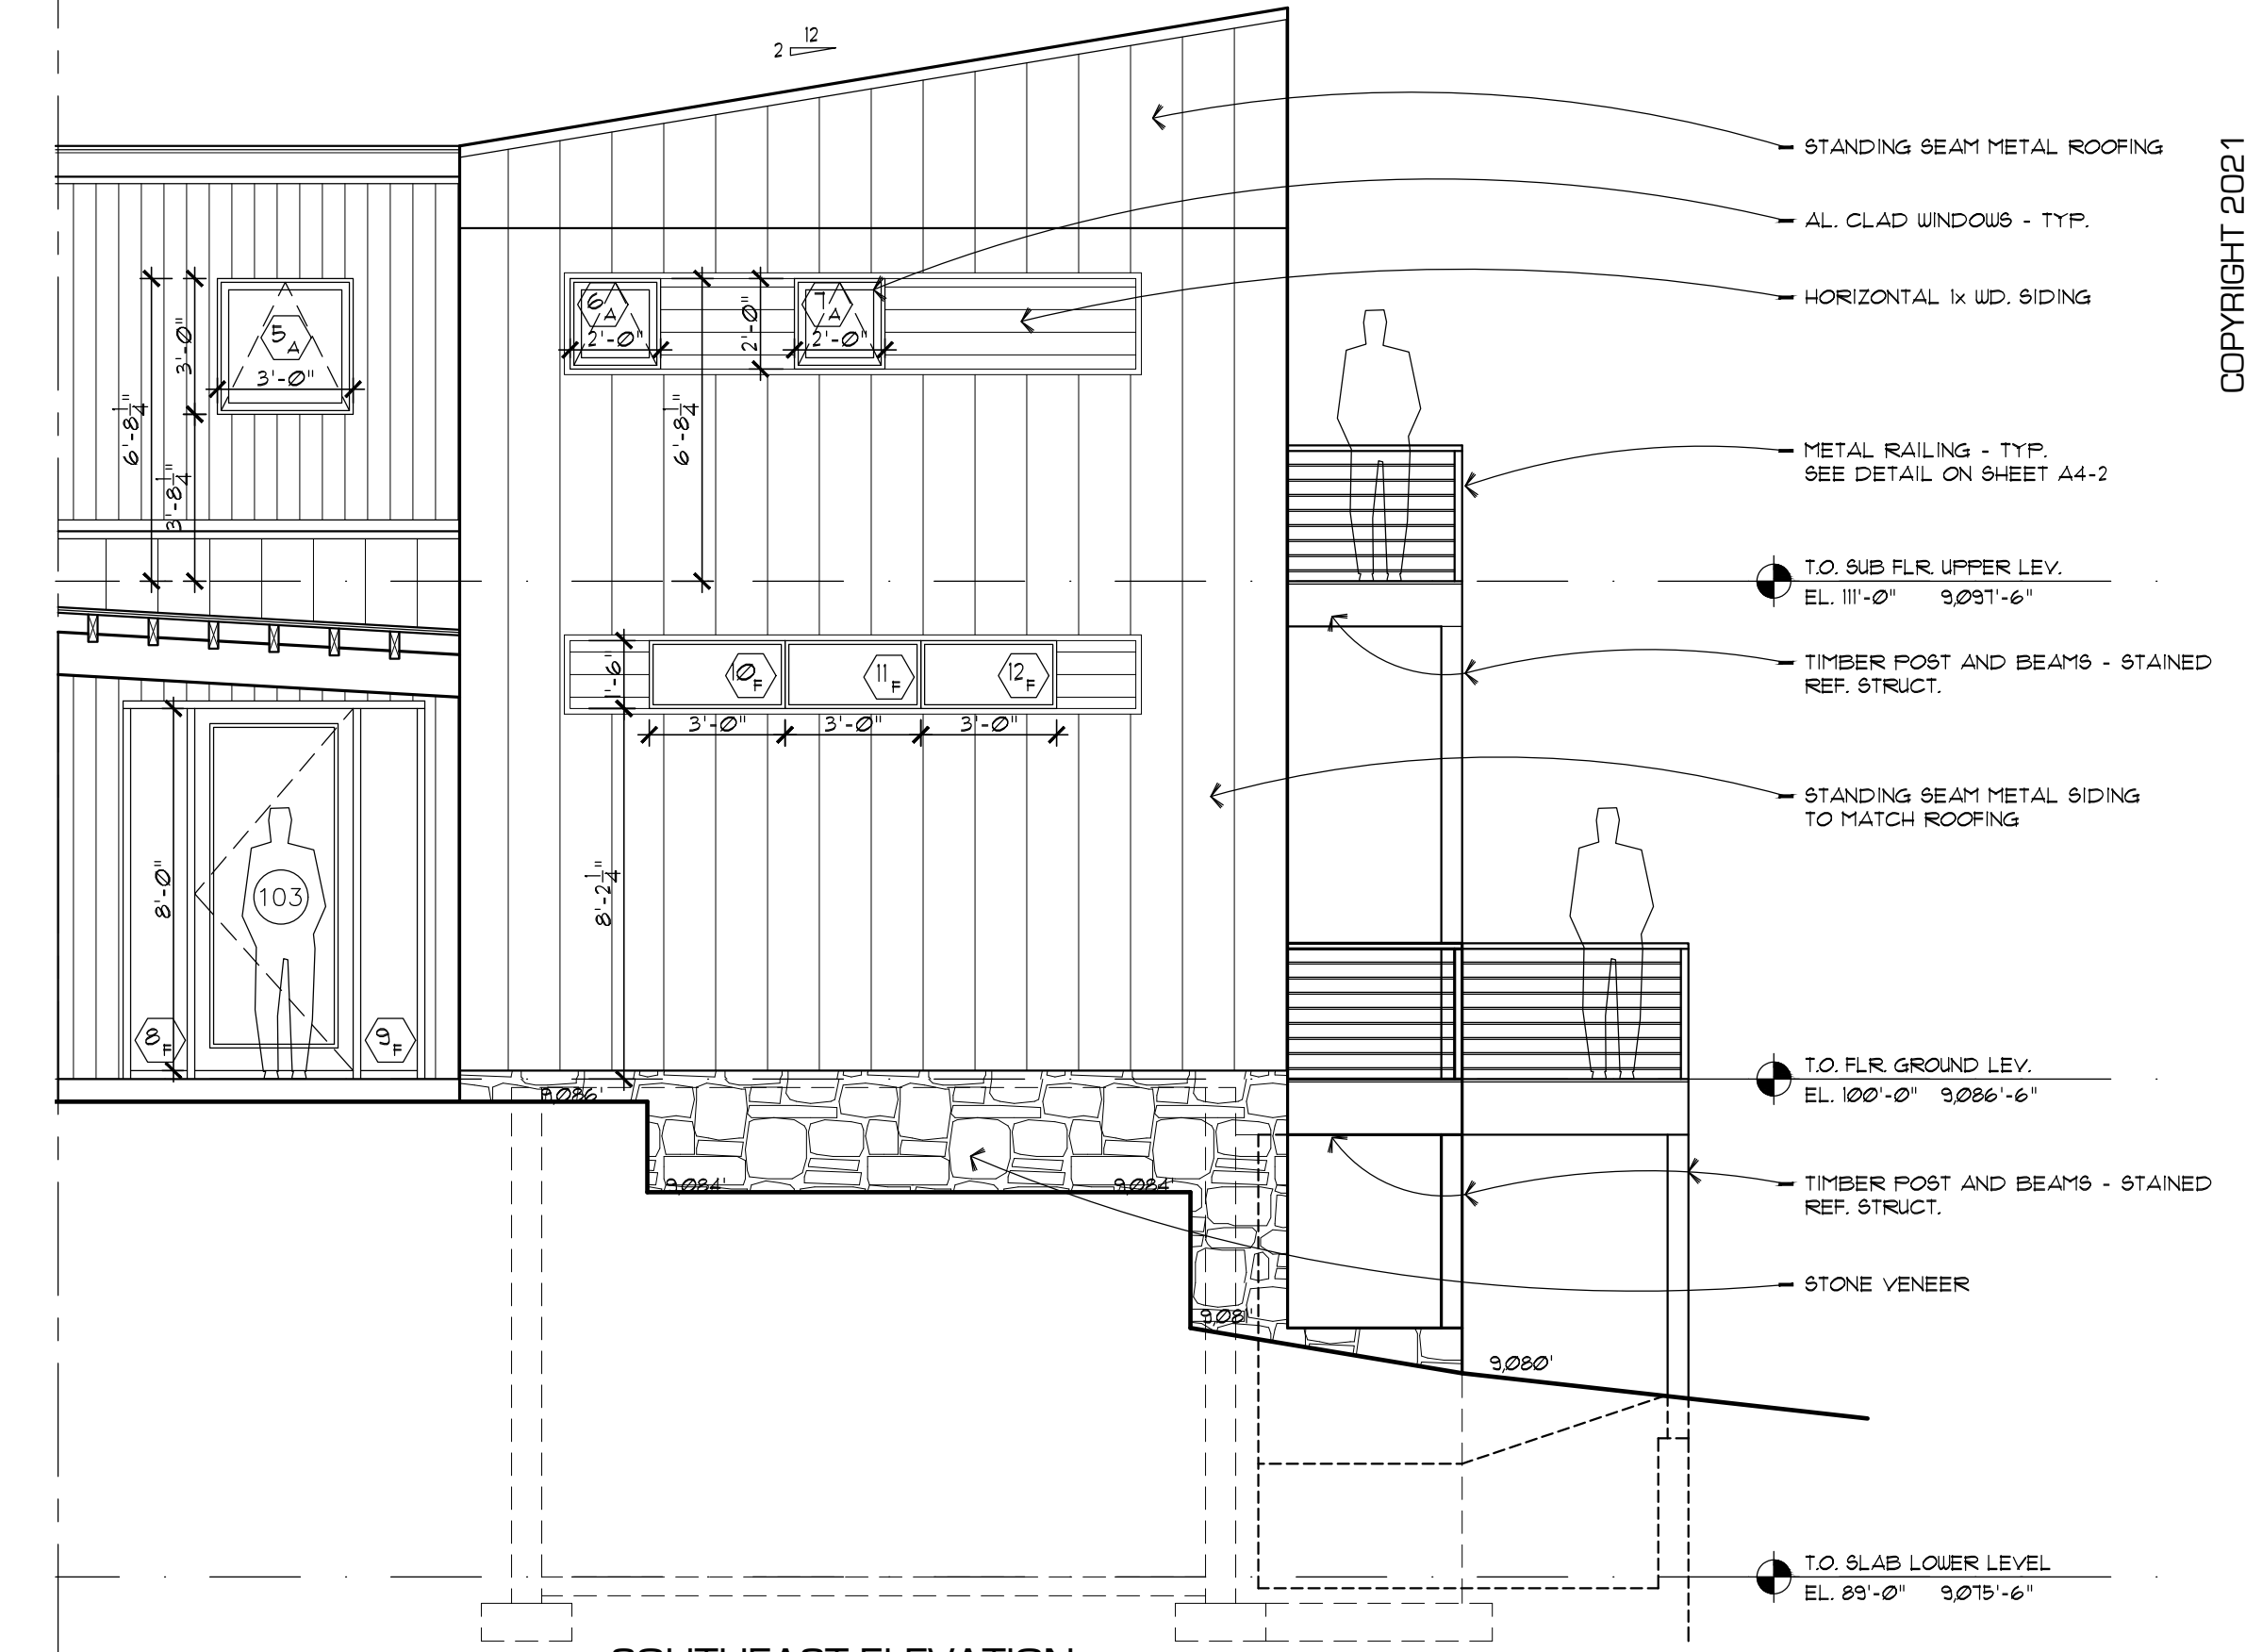 12
2
STANDING SEAM METAL ROOFING
COPYRIGHT 2021
AL. CLAD WINDOWS - TYP.
HORIZONTAL 1x WD. SIDING
6 A
7 A
2'-0"
2'-0"
2'-0"
5 A
3'-0"
3'-0"
6'-8 1/4"
3'-8 1/4"
6'-8 1/4"
METAL RAILING - TYP.
SEE DETAIL ON SHEET A4-2
T.O. SUB FLR. UPPER LEV.
EL. 111'-0" 9,097'-6"
TIMBER POST AND BEAMS - STAINED
REF. STRUCT.
1'-6"
10 F
11 F
12 F
3'-0"
3'-0"
3'-0"
STANDING SEAM METAL SIDING
TO MATCH ROOFING
8'-0"
8'-2 1/4"
103
8 F
9 F
T.O. FLR. GROUND LEV.
EL. 100'-0" 9,086'-6"
9,086'
9,084'
9,084'
TIMBER POST AND BEAMS - STAINED
REF. STRUCT.
STONE VENEER
9,081'
9,080'
T.O. SLAB LOWER LEVEL
EL. 89'-0" 9,075'-6"
SOUTHEAST ELEVATION